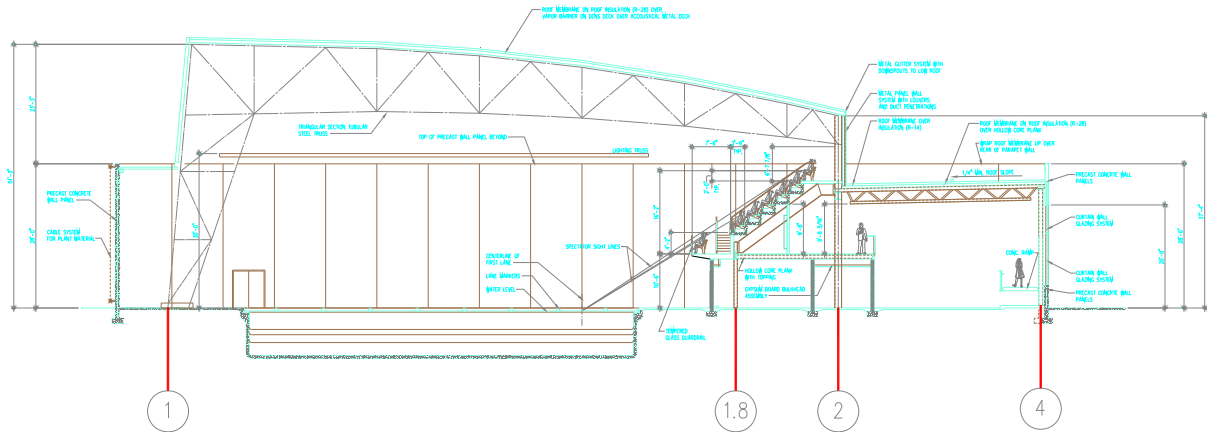 ROOF MEMBRANE ON ROOF INSULATION (R-38) OVER
VAPOR BARRIER ON DENS DECK OVER ACCOUSTICAL METAL DECK
METAL GUTTER SYSTEM WITH
DOWNSPOUTS TO LOW ROOF
METAL PANEL WALL
SYSTEM WITH LOUVERS
AND DUCT PENETRATIONS
ROOF MEMBRANE OVER
INSULATION (R-14)
ROOF MEMBRANE ON ROOF INSULATION (R-28)
OVER HOLLOW CORE PLANK
WRAP ROOF MEMBRANE UP OVER
REAR OF PARAPET WALL
1/4" MIN. ROOF SLOPE
TRIANGULAR SECTION TUBULAR
STEEL TRUSS
TOP OF PRECAST WALL PANEL BEYOND
LIGHTING TRUSS
PRECAST CONCRETE
WALL PANEL
CABLE SYSTEM
FOR PLANT MATERIAL
SPECTATOR SIGHT LINES
CENTERLINE OF
FIRST LANE
LANE MARKERS
WATER LEVEL
TEMPERED
GLASS GUARDRAIL
HOLLOW CORE PLANK
WITH TOPPING
GYPSUM BOARD BULKHEAD
ASSEMBLY
CONC. RAMP
PRECAST CONCRETE WALL
PANELS
CURTAIN WALL
GLAZING SYSTEM
CURTAIN WALL
GLAZING SYSTEM
PRECAST CONCRETE WALL
PANELS
TYP.
TYP.
1
1.8
2
4